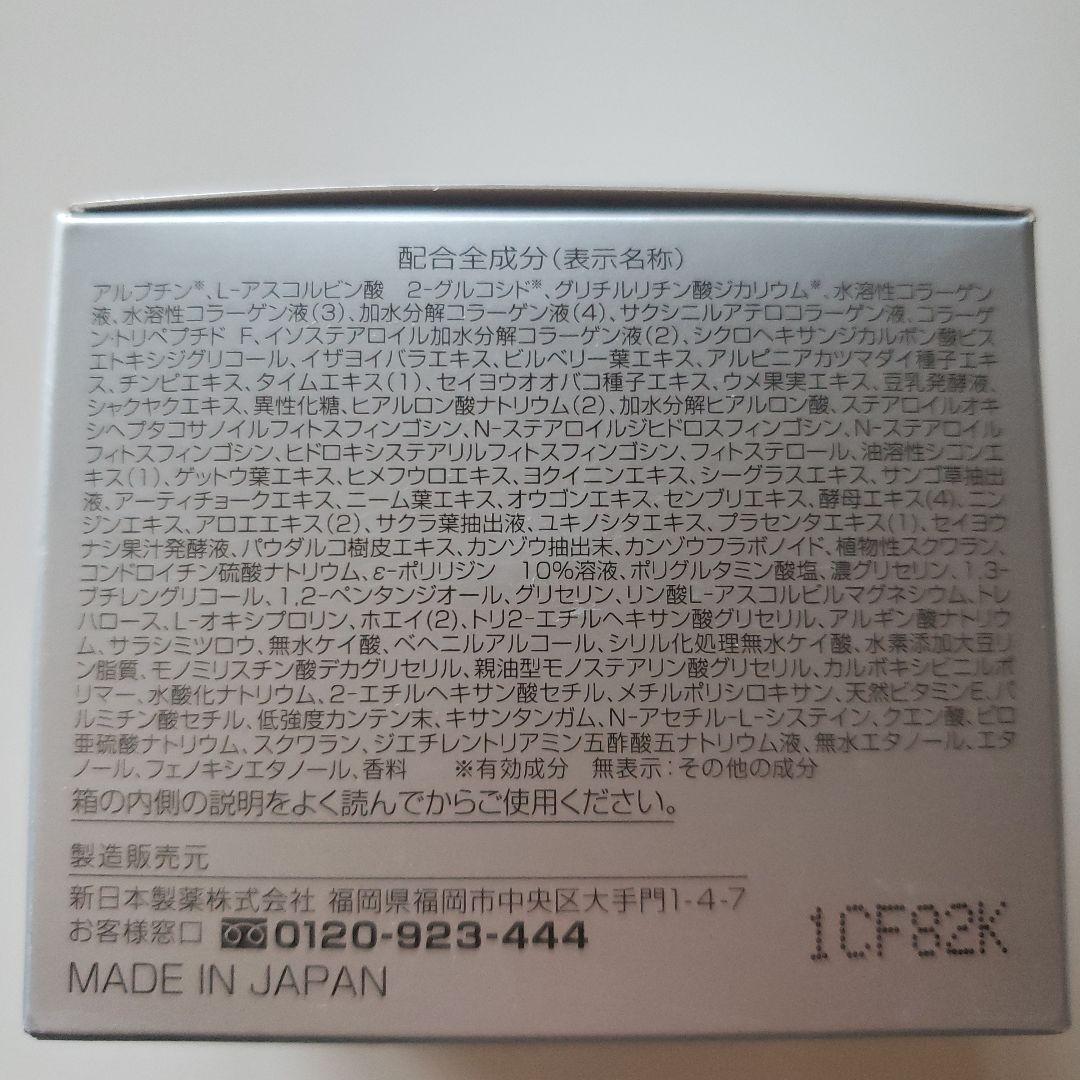 配合全成分(表示名称)
アルブチン※、L-アスコルビン酸 2-グルコシド※、グリチルリチン酸ジカリウム※、水溶性コラーゲン
液、水溶性コラーゲン液(3)、加水分解コラーゲン液(4)、サクシニルアテロコラーゲン液、コラーゲ
ン・トリペプチド F、イソステアロイル加水分解コラーゲン液(2)、シクロヘキサンジカルボン酸ビス
エトキシジグリコール、イザヨイバラエキス、ビルベリー葉エキス、アルピニアカツマダイ種子エキ
ス、チンピエキス、タイムエキス(1)、セイヨウオオバコ種子エキス、ウメ果実エキス、豆乳発酵液、
シャクヤクエキス、異性化糖、ヒアルロン酸ナトリウム(2)、加水分解ヒアルロン酸、ステアロイルオキ
シヘプタコサノイルフィトスフィンゴシン、N-ステアロイルジヒドロスフィンゴシン、N-ステアロイル
フィトスフィンゴシン、ヒドロキシステアリルフィトスフィンゴシン、フィトステロール、油溶性シコンエ
キス(1)、ゲットウ葉エキス、ヒメフウロエキス、ヨクイニンエキス、シーグラスエキス、サンゴ草抽出
液、アーティチョークエキス、ニーム葉エキス、オウゴンエキス、センブリエキス、酵母エキス(4)、ニン
ジンエキス、アロエエキス(2)、サクラ葉抽出液、ユキノシタエキス、プラセンタエキス(1)、セイヨウ
ナシ果汁発酵液、パウダルコ樹皮エキス、カンゾウ抽出末、カンゾウフラボノイド、植物性スクワラン、
コンドロイチン硫酸ナトリウム、ε-ポリリジン 10%溶液、ポリグルタミン酸塩、濃グリセリン、1,3-
ブチレングリコール、1,2-ペンタンジオール、グリセリン、リン酸L-アスコルビルマグネシウム、トレ
ハロース、L-オキシプロリン、ホエイ(2)、トリ2-エチルヘキサン酸グリセリル、アルギン酸ナトリウ
ム、サラシミツロウ、無水ケイ酸、ベヘニルアルコール、シリル化処理無水ケイ酸、水素添加大豆リ
ン脂質、モノミリスチン酸デカグリセリル、親油型モノステアリン酸グリセリル、カルボキシビニルポ
リマー、水酸化ナトリウム、2-エチルヘキサン酸セチル、メチルポリシロキサン、天然ビタミンE、パ
ルミチン酸セチル、低強度カンテン末、キサンタンガム、N-アセチル-L-システイン、クエン酸、ピロ
亜硫酸ナトリウム、スクワラン、ジエチレントリアミン五酢酸五ナトリウム液、無水エタノール、エタ
ノール、フェノキシエタノール、香料 ※有効成分 無表示:その他の成分
箱の内側の説明をよく読んでからご使用ください。
製造販売元
新日本製薬株式会社 福岡県福岡市中央区大手門1-4-7
お客様窓口 0120-923-444
MADE IN JAPAN
1CF82K